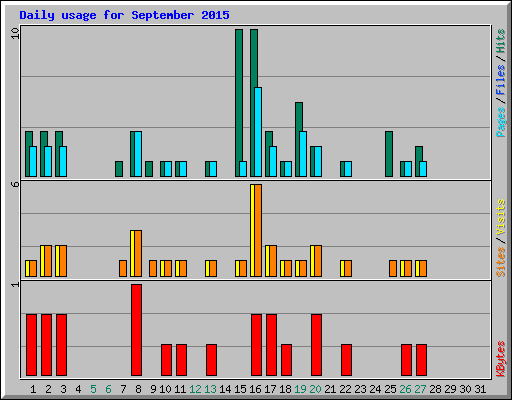 Daily usage for September 2015
10
Pages / Files / Hits
6
Sites / Visits
1
KBytes
1 2 3 4 5 6 7 8 9 10 11 12 13 14 15 16 17 18 19 20 21 22 23 24 25 26 27 28 29 30 31